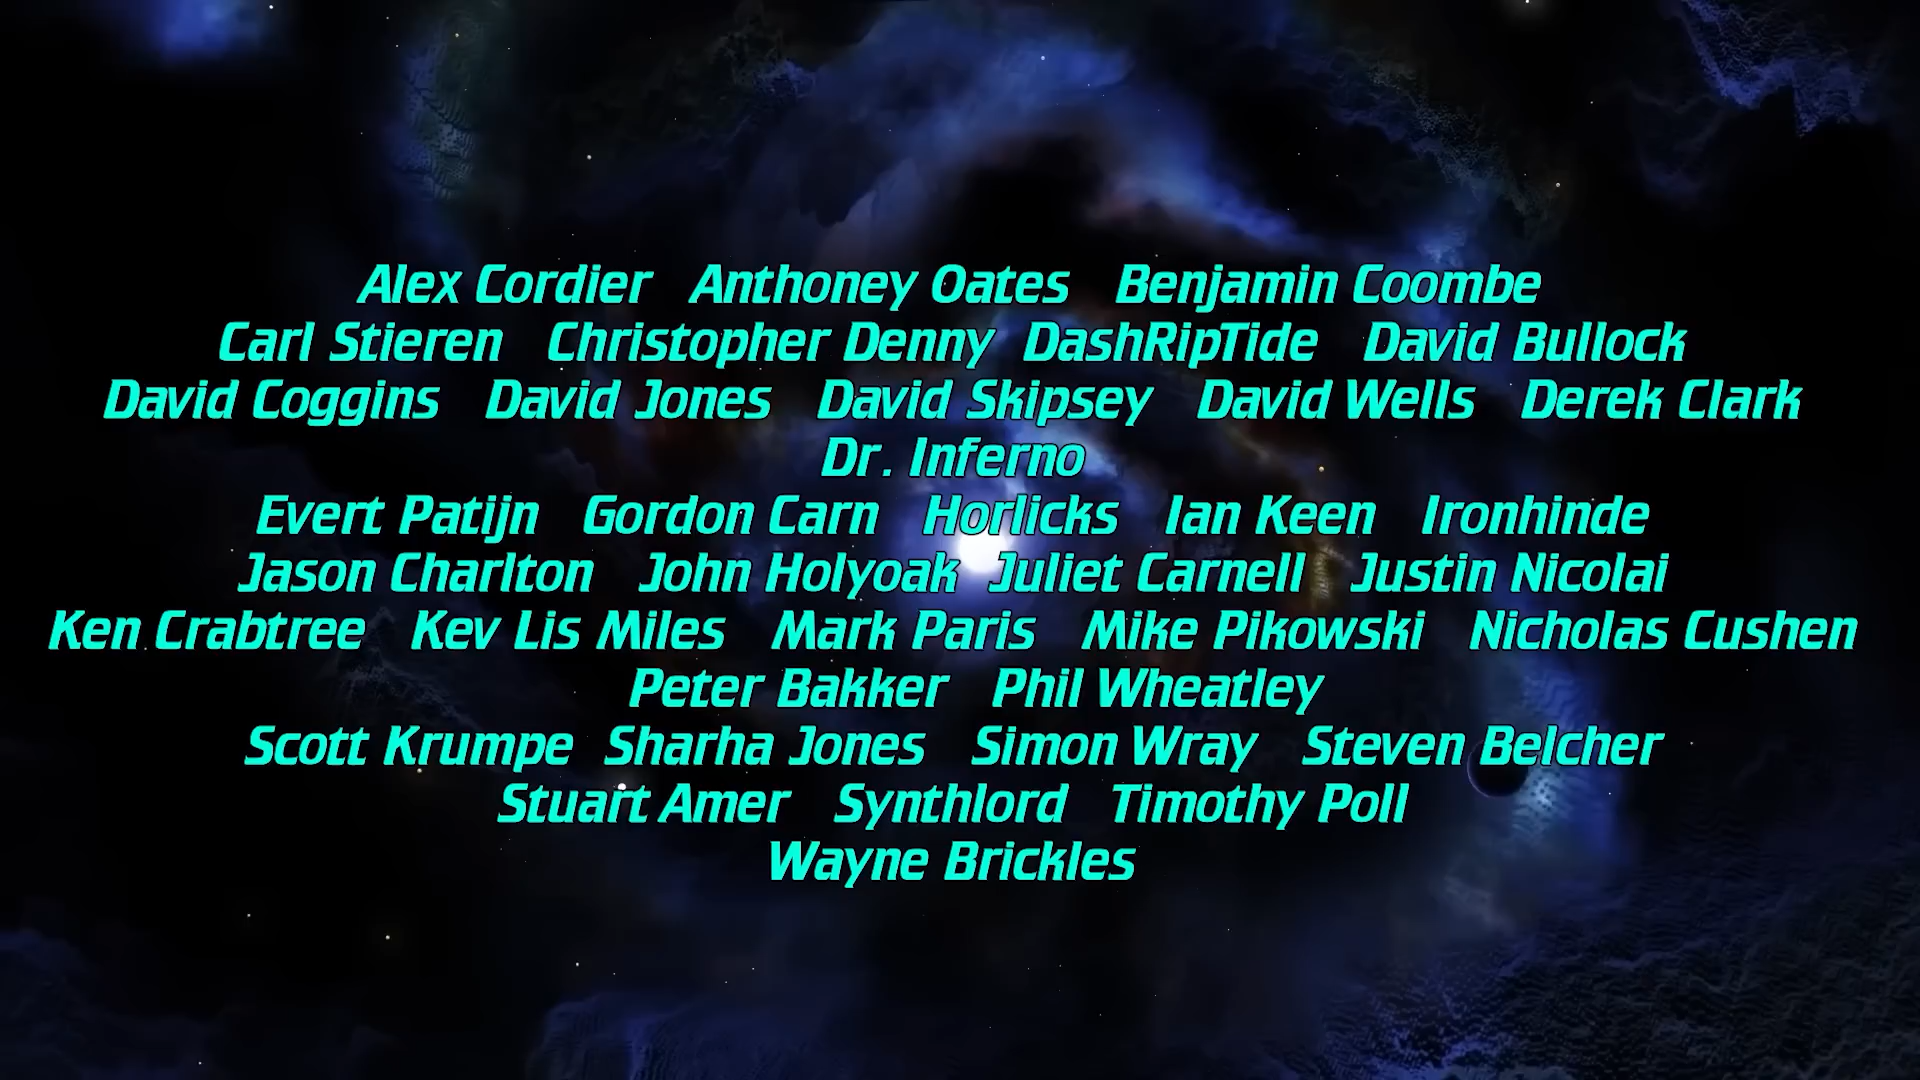 Alex Cordier Anthoney Oates Benjamin Coombe
Carl Stieren Christopher Denny DashRipTide David Bullock
David Coggins David Jones David Skipsey David Wells Derek Clark
Dr. Inferno
Evert Patijn Gordon Carn Horlicks Ian Keen Ironhinde
Jason Charlton John Holyoak Juliet Carnell Justin Nicolai
Ken Crabtree Kev Lis Miles Mark Paris Mike Pikowski Nicholas Cushen
Peter Bakker Phil Wheatley
Scott Krumpe Sharha Jones Simon Wray Steven Belcher
Stuart Amer Synthlord Timothy Poll
Wayne Brickles